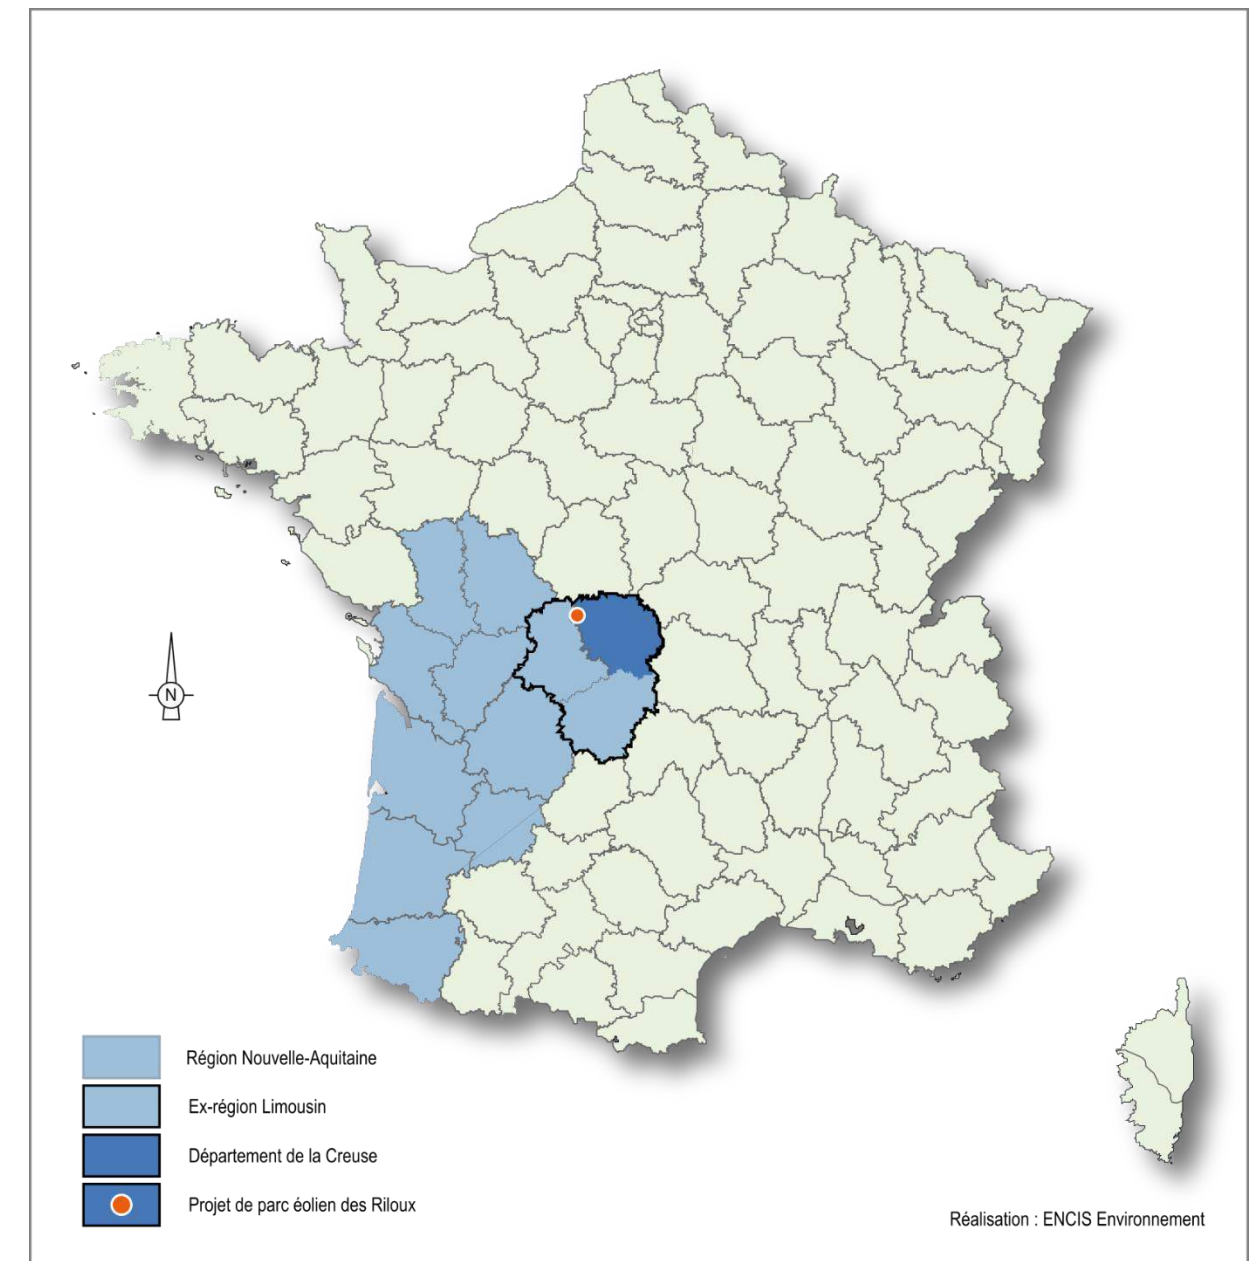 N
Région Nouvelle-Aquitaine
Ex-région Limousin
Département de la Creuse
Projet de parc éolien des Riloux
Réalisation : ENCIS Environnement